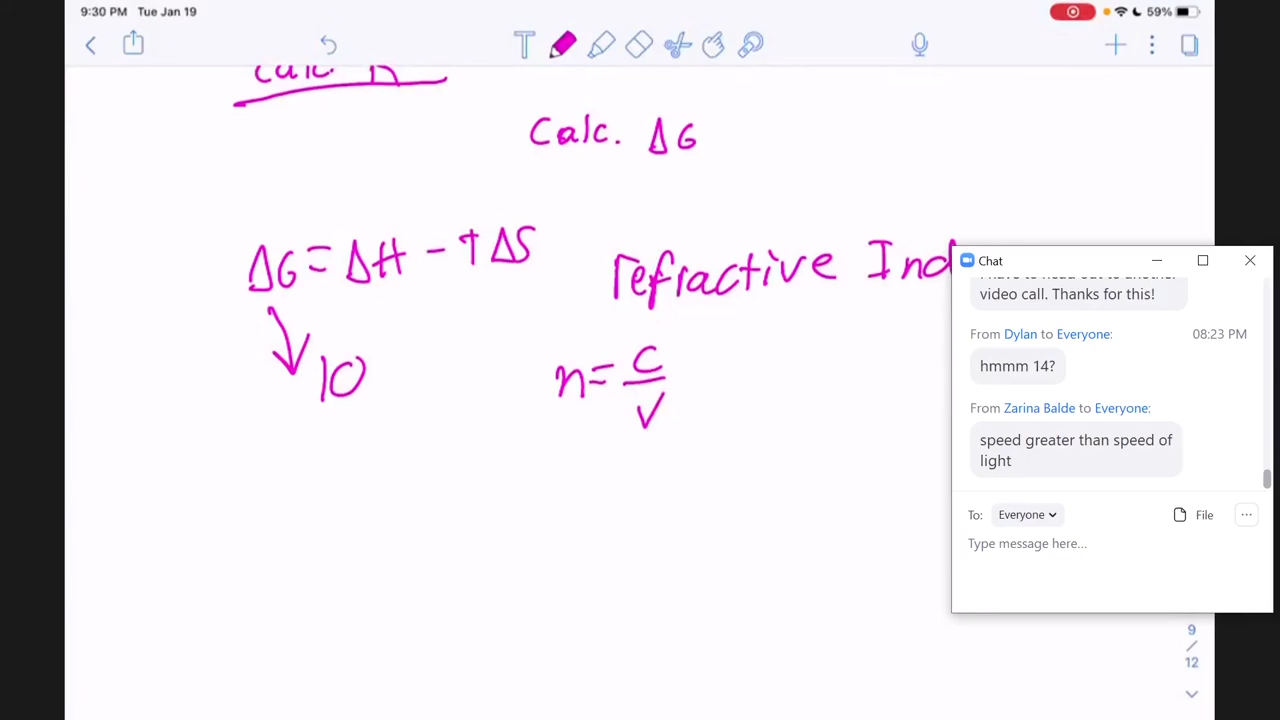 9:30 PM Tue Jan 19
59%
Calc. ΔG
ΔG = ΔH - TΔS
refractive Ind
10
n = c/v
Chat
video call. Thanks for this!
From Dylan to Everyone: 08:23 PM
hmmm 14?
From Zarina Balde to Everyone:
speed greater than speed of
light
To: Everyone File ...
Type message here...
9
/
12